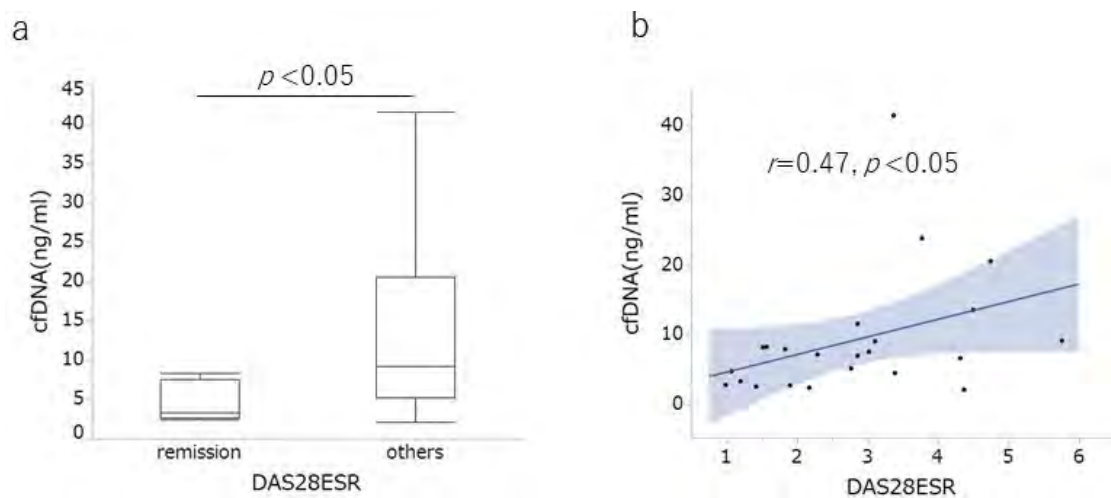 a
p <0.05
45
40
35
30
25
20
15
10
5
0
cfDNA(ng/ml)
remission
others
DAS28ESR
b
r=0.47, p<0.05
40
30
20
10
0
cfDNA(ng/ml)
1 2 3 4 5 6
DAS28ESR